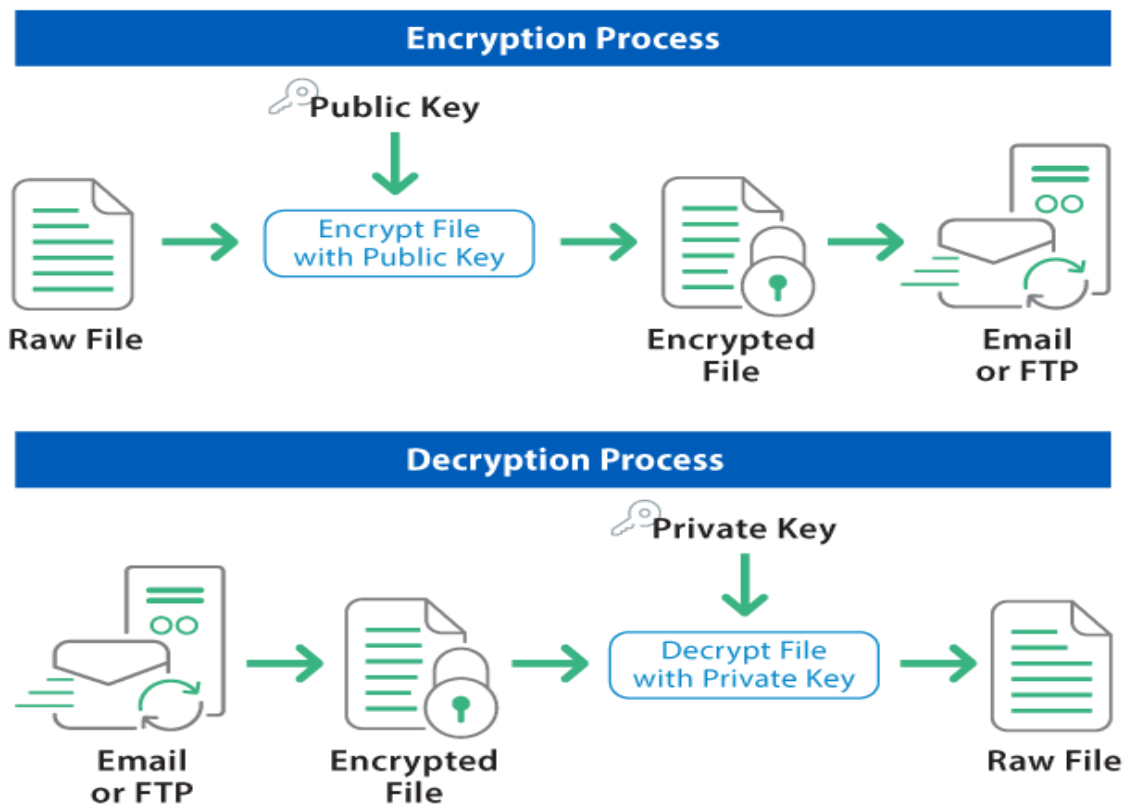 Encryption Process
Public Key
Encrypt File
with Public Key
Raw File
Encrypted
File
Email
or FTP
Decryption Process
Private Key
Decrypt File
with Private Key
Email
or FTP
Encrypted
File
Raw File